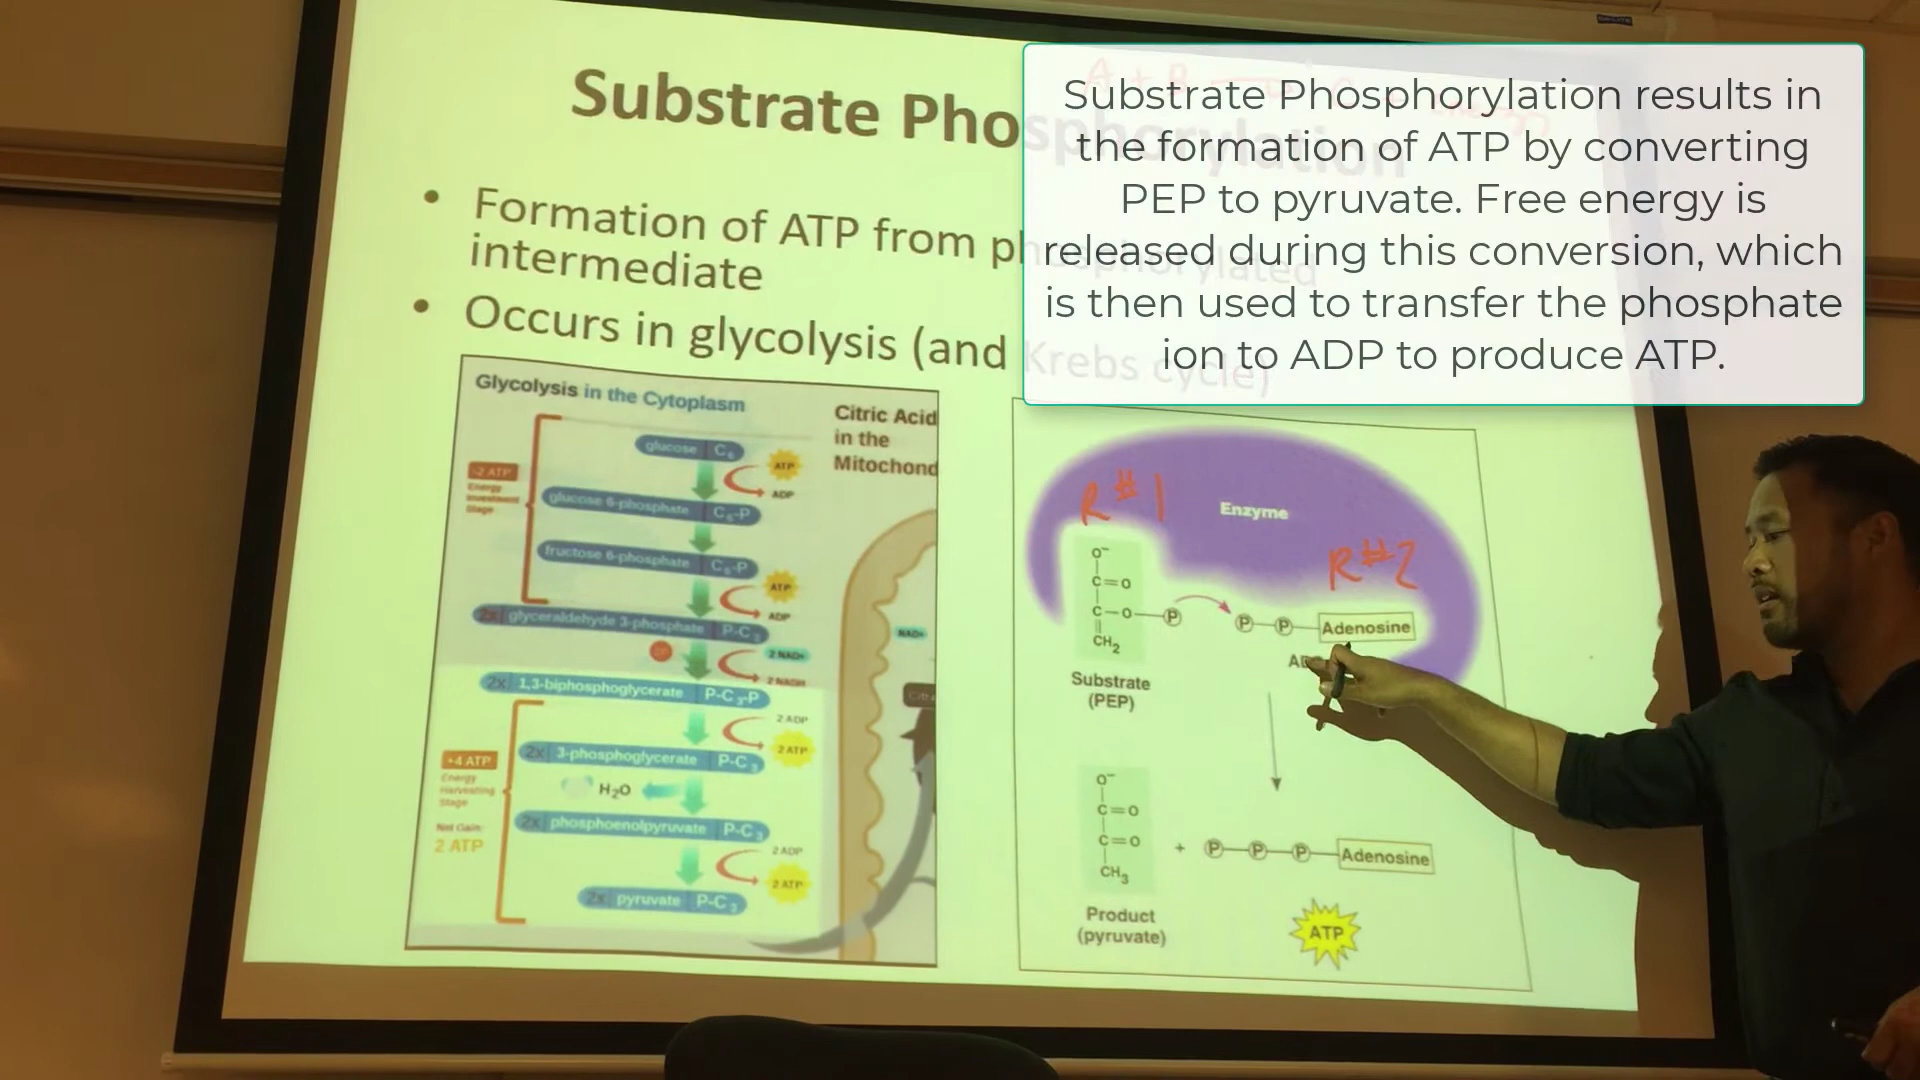 Substrate Phosphorylation
Substrate Phosphorylation results in
the formation of ATP by converting
PEP to pyruvate. Free energy is
released during this conversion, which
is then used to transfer the phosphate
ion to ADP to produce ATP.
• Formation of ATP from phosphorylated
intermediate
• Occurs in glycolysis (and Krebs cycle)
Glycolysis in the Cytoplasm
Citric Acid
in the
Mitochond
glucose C6
ATP
ADP
-2 ATP
Energy
Investment
Stage
glucose 6-phosphate C6-P
fructose 6-phosphate C6-P
ATP
ADP
2x glyceraldehyde 3-phosphate P-C3
2 NAD+
2 NADH
NAD+
2x 1,3-biphosphoglycerate P-C3-P
2 ADP
2 ATP
+4 ATP
Energy
Harvesting
Stage
2x 3-phosphoglycerate P-C3
H2O
Net Gain:
2 ATP
2x phosphoenolpyruvate P-C3
2 ADP
2 ATP
2x pyruvate P-C3
R#1
Enzyme
R#2
O-
C=O
C-O-P
CH2
P-P-Adenosine
Substrate
(PEP)
O-
C=O
C=O
CH3
+ P-P-P-Adenosine
Product
(pyruvate)
ATP